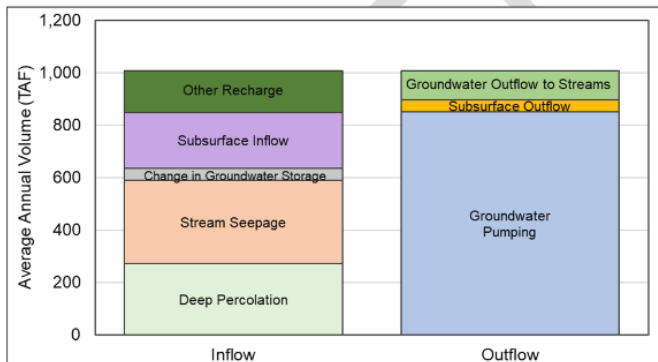 Average Annual Volume (TAF)
1,200
1,000
800
600
400
200
0
Other Recharge
Subsurface Inflow
Change in Groundwater Storage
Stream Seepage
Deep Percolation
Groundwater Outflow to Streams
Subsurface Outflow
Groundwater
Pumping
Inflow
Outflow